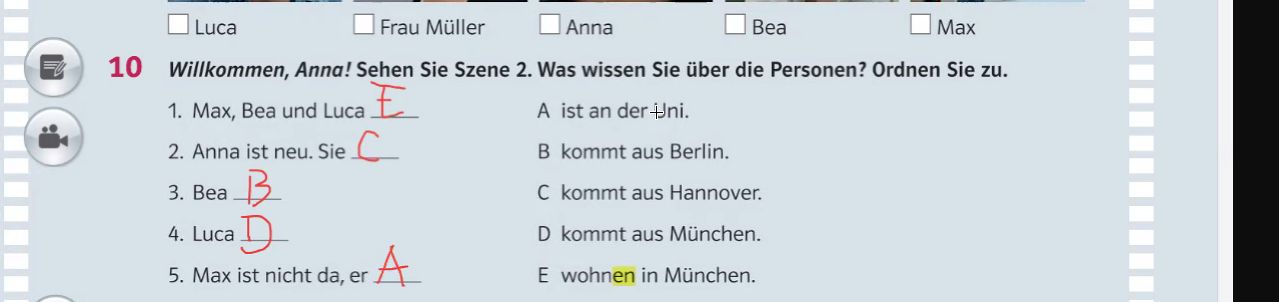 Luca Frau Müller Anna Bea Max
10 Willkommen, Anna! Sehen Sie Szene 2. Was wissen Sie über die Personen? Ordnen Sie zu.
1. Max, Bea und Luca E
2. Anna ist neu. Sie C
3. Bea B
4. Luca D
5. Max ist nicht da, er A
A ist an der Uni.
B kommt aus Berlin.
C kommt aus Hannover.
D kommt aus München.
E wohnen in München.